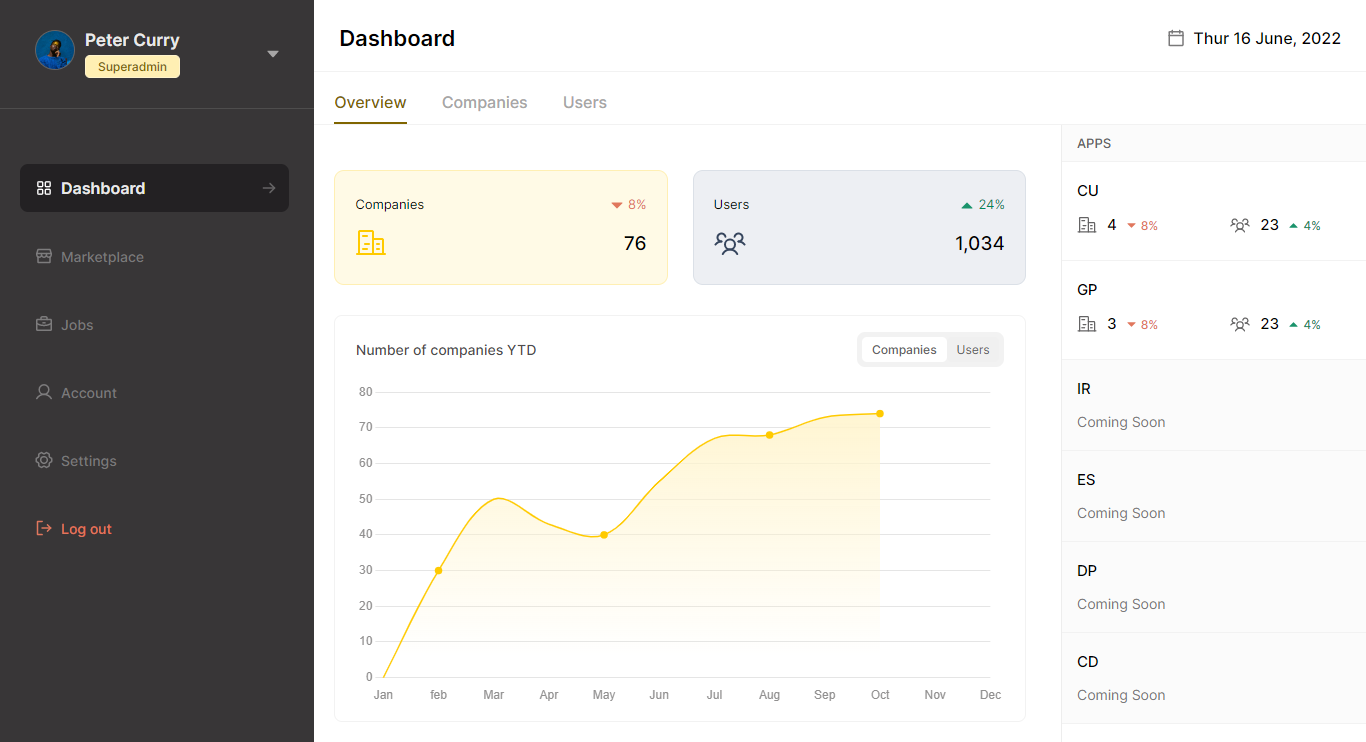 Peter Curry
Superadmin
Dashboard
Marketplace
Jobs
Account
Settings
Log out
Dashboard
Thur 16 June, 2022
Overview Companies Users
Companies 8%
76
Users 24%
1,034
Number of companies YTD
Companies Users
80
70
60
50
40
30
20
10
0
Jan feb Mar Apr May Jun Jul Aug Sep Oct Nov Dec
APPS
CU
4 8% 23 4%
GP
3 8% 23 4%
IR
Coming Soon
ES
Coming Soon
DP
Coming Soon
CD
Coming Soon